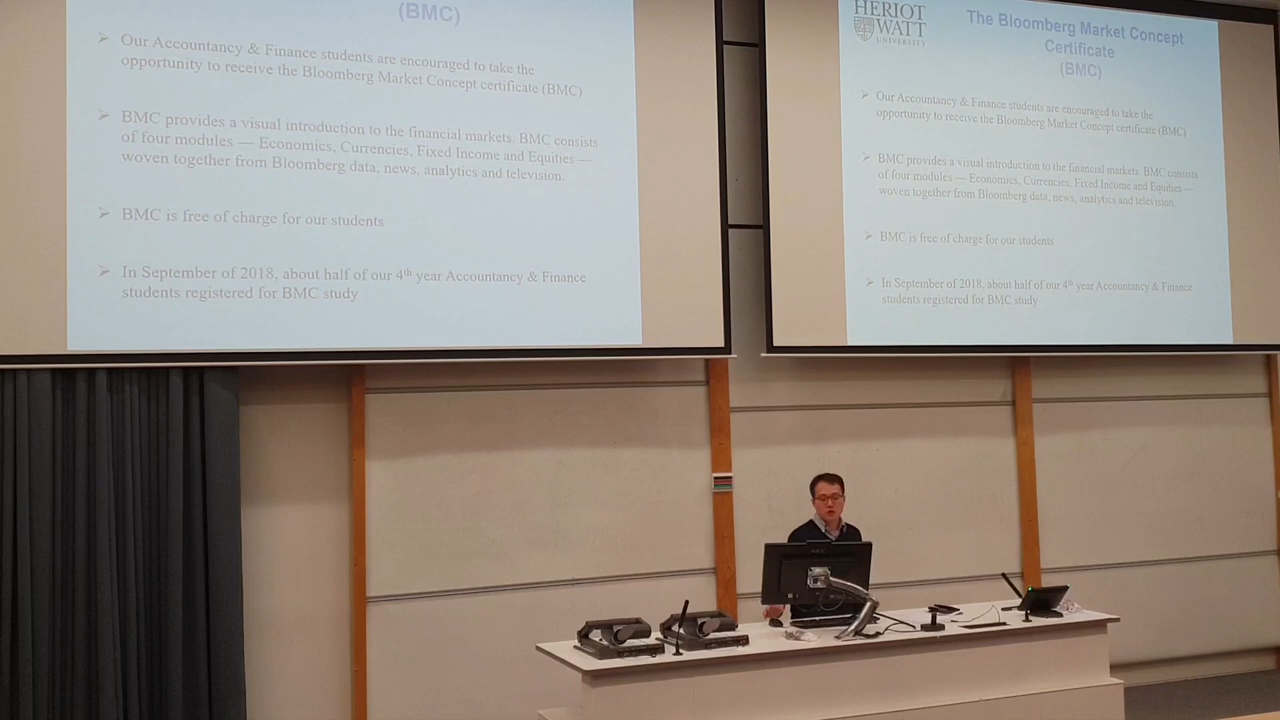 (BMC)
➢ Our Accountancy & Finance students are encouraged to take the
opportunity to receive the Bloomberg Market Concept certificate (BMC)
➢ BMC provides a visual introduction to the financial markets. BMC consists
of four modules — Economics, Currencies, Fixed Income and Equities —
woven together from Bloomberg data, news, analytics and television.
➢ BMC is free of charge for our students
➢ In September of 2018, about half of our 4th year Accountancy & Finance
students registered for BMC study
HERIOT
WATT
UNIVERSITY
The Bloomberg Market Concept
Certificate
(BMC)
➢ Our Accountancy & Finance students are encouraged to take the
opportunity to receive the Bloomberg Market Concept certificate (BMC)
➢ BMC provides a visual introduction to the financial markets. BMC consists
of four modules — Economics, Currencies, Fixed Income and Equities —
woven together from Bloomberg data, news, analytics and television.
➢ BMC is free of charge for our students
➢ In September of 2018, about half of our 4th year Accountancy & Finance
students registered for BMC study
NEC